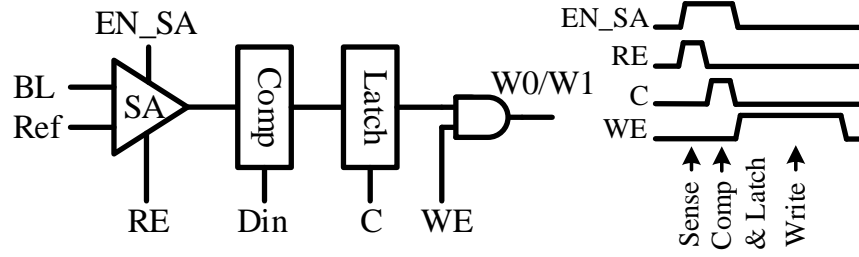 EN_SA
BL
Ref
SA
Comp
Latch
W0/W1
RE
Din
C
WE
EN_SA
RE
C
WE
Sense
Comp
& Latch
Write